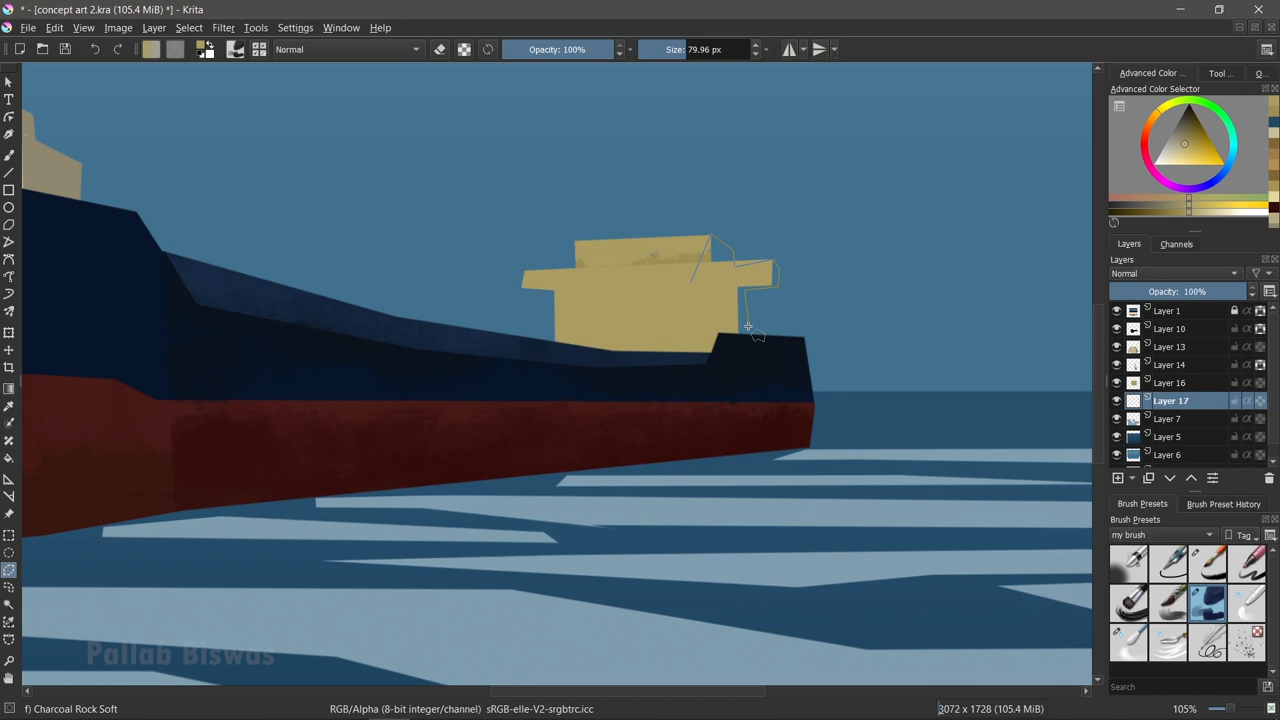 * - [concept art 2.kra (105.4 MiB) *] - Krita
File Edit View Image Layer Select Filter Tools Settings Window Help
Normal
Opacity: 100%
Size: 79.96 px
Advanced Color ... Tool ... O...
Advanced Color Selector
Layers Channels
Layers
Normal
Opacity: 100%
Layer 1
Layer 10
Layer 13
Layer 14
Layer 16
Layer 17
Layer 7
Layer 5
Layer 6
Brush Presets Brush Preset History
Brush Presets
my brush Tag
Search
Pallab Biswas
f) Charcoal Rock Soft
RGB/Alpha (8-bit integer/channel) sRGB-elle-V2-srgbtrc.icc
3072 x 1728 (105.4 MiB)
105%